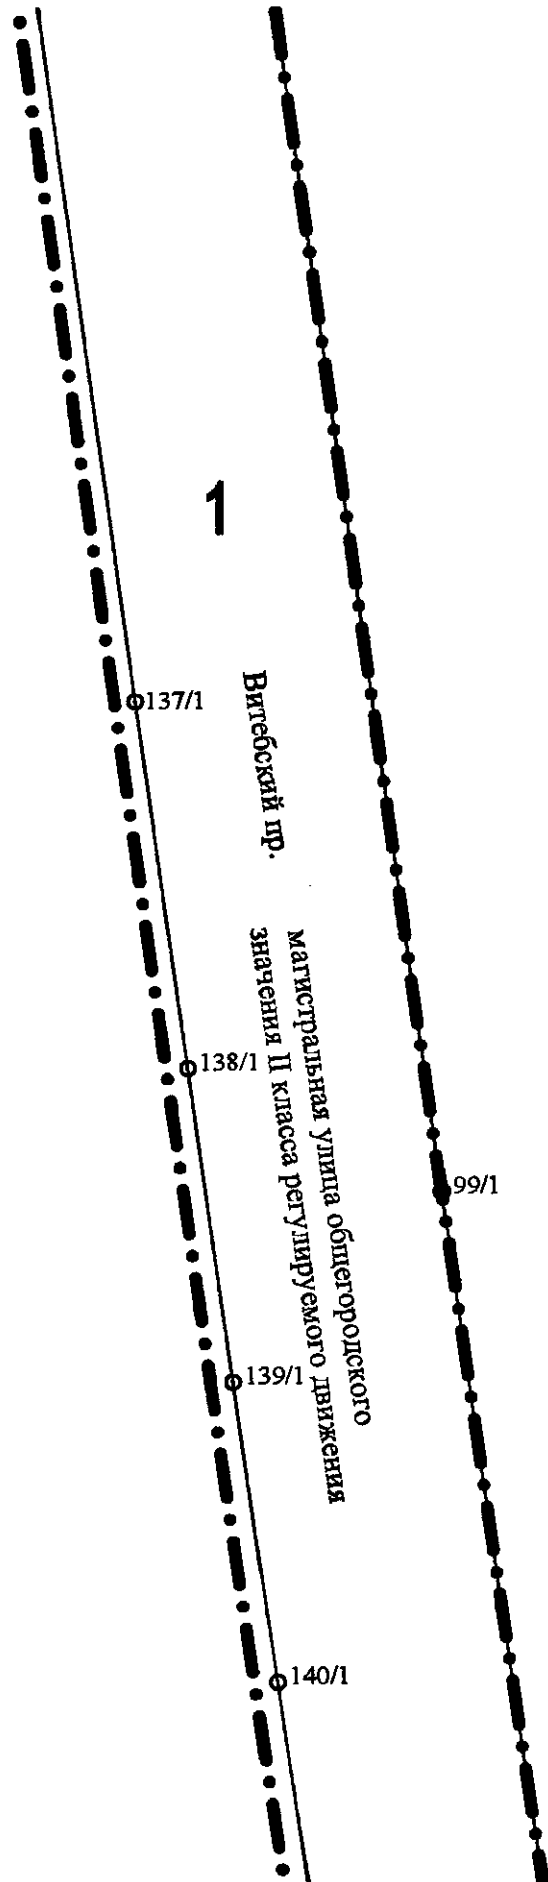 1
137/1
Витебский пр.
магистральная улица общегородского
значения II класса регулируемого движения
138/1
99/1
139/1
140/1